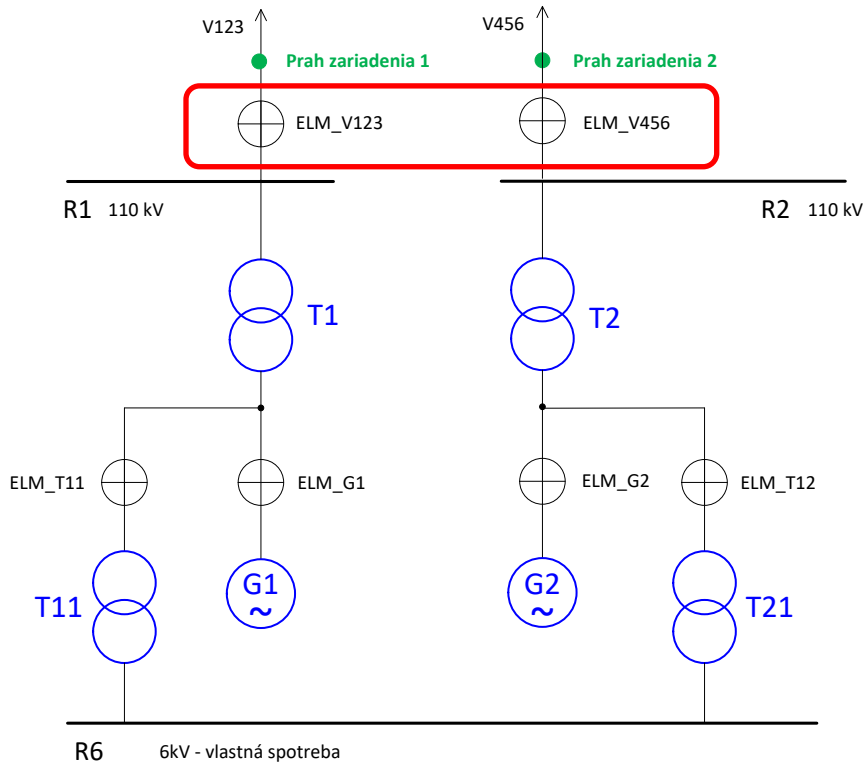 V123
V456
Prah zariadenia 1
Prah zariadenia 2
ELM_V123
ELM_V456
R1 110 kV
R2 110 kV
T1
T2
ELM_T11
ELM_G1
ELM_G2
ELM_T12
T11
G1
~
G2
~
T21
R6 6kV - vlastná spotreba